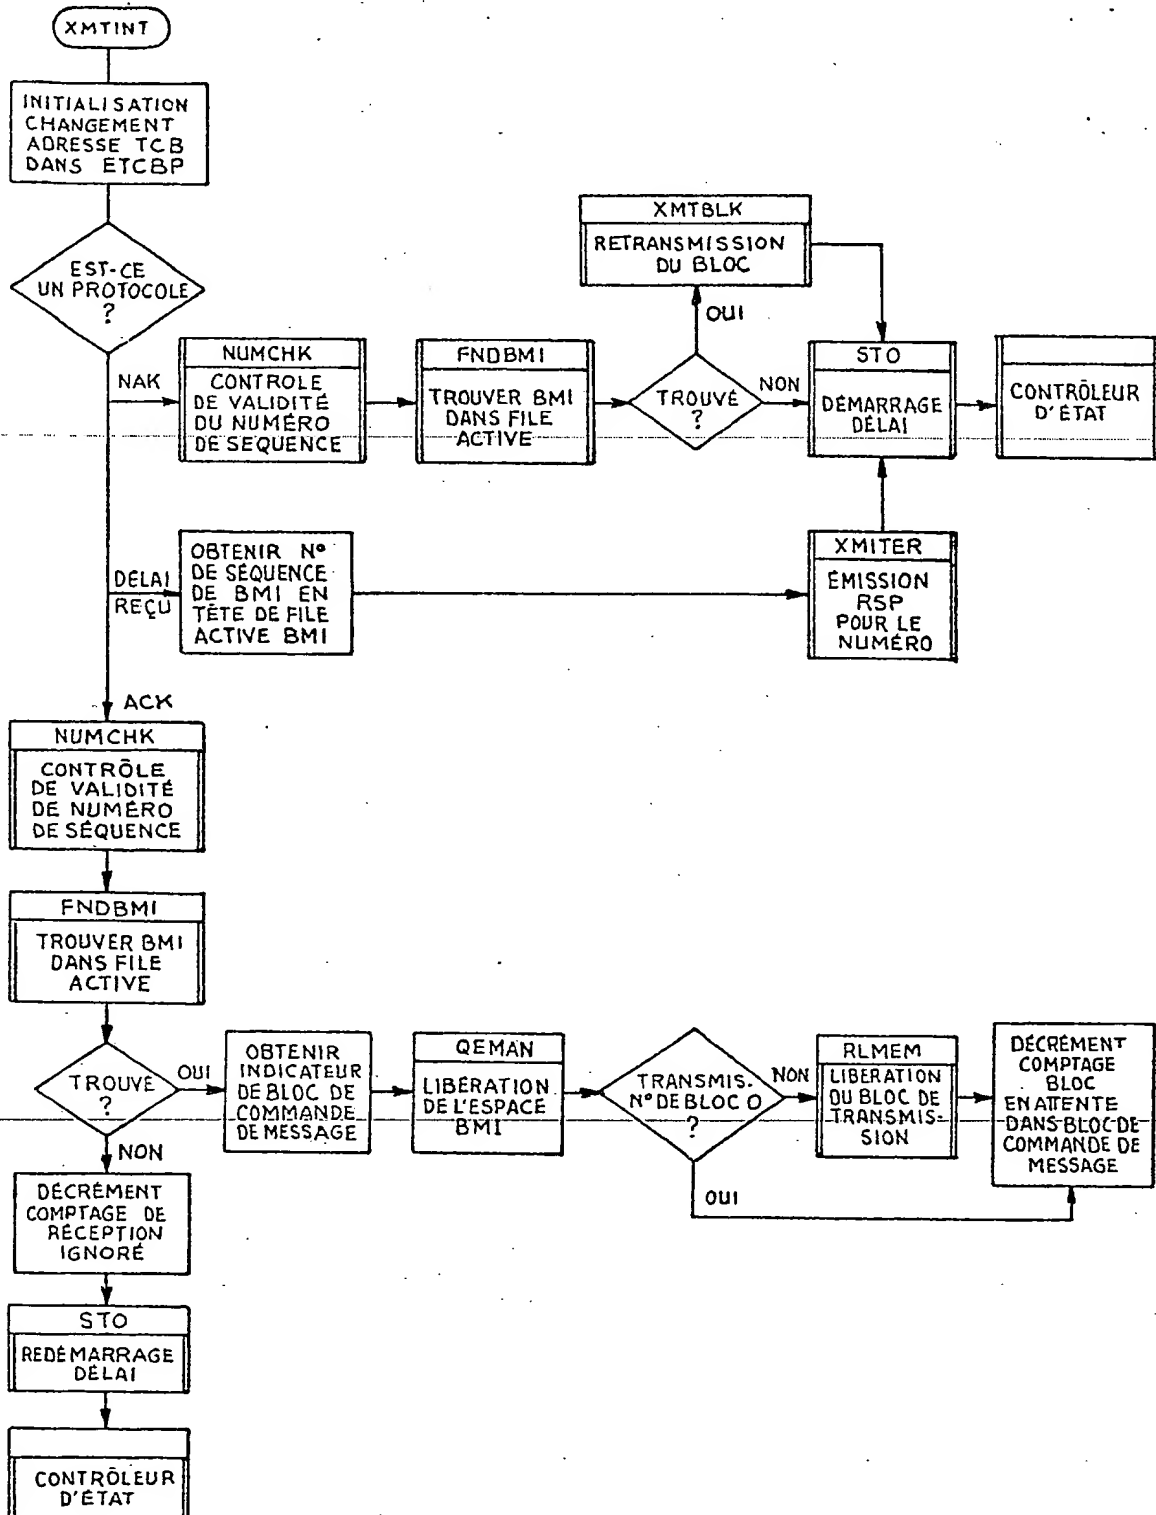 XMTINT
INITIALISATION
CHANGEMENT
ADRESSE TCB
DANS ETCBP
EST-CE
UN PROTOCOLE
?
XMTBLK
RETRANSMISSION
DU BLOC
OUI
NAK
NUMCHK
CONTROLE
DE VALIDITÉ
DU NUMÉRO
DE SEQUENCE
FNDBMI
TROUVER BMI
DANS FILE
ACTIVE
TROUVÉ
?
NON
STO
DÉMARRAGE
DÉLAI
CONTRÔLEUR
D'ÉTAT
DELAI
REÇU
OBTENIR N°
DE SÉQUENCE
DE BMI EN
TÊTE DE FILE
ACTIVE BMI
XMITER
ÉMISSION
RSP
POUR LE
NUMÉRO
ACK
NUMCHK
CONTRÔLE
DE VALIDITÉ
DE NUMÉRO
DE SÉQUENCE
FNDBMI
TROUVER BMI
DANS FILE
ACTIVE
TROUVÉ
?
OUI
OBTENIR
INDICATEUR
DE BLOC DE
COMMANDE
DE MESSAGE
QEMAN
LIBÉRATION
DE L'ESPACE
BMI
TRANSMIS.
N° DE BLOC O
?
NON
RLMEM
LIBÉRATION
DU BLOC DE
TRANSMIS-
SION
DÉCRÉMENT
COMPTAGE
BLOC
EN ATTENTE
DANS BLOC DE
COMMANDE DE
MESSAGE
OUI
NON
DÉCRÉMENT
COMPTAGE DE
RÉCEPTION
IGNORÉ
STO
REDÉMARRAGE
DÉLAI
CONTRÔLEUR
D'ÉTAT